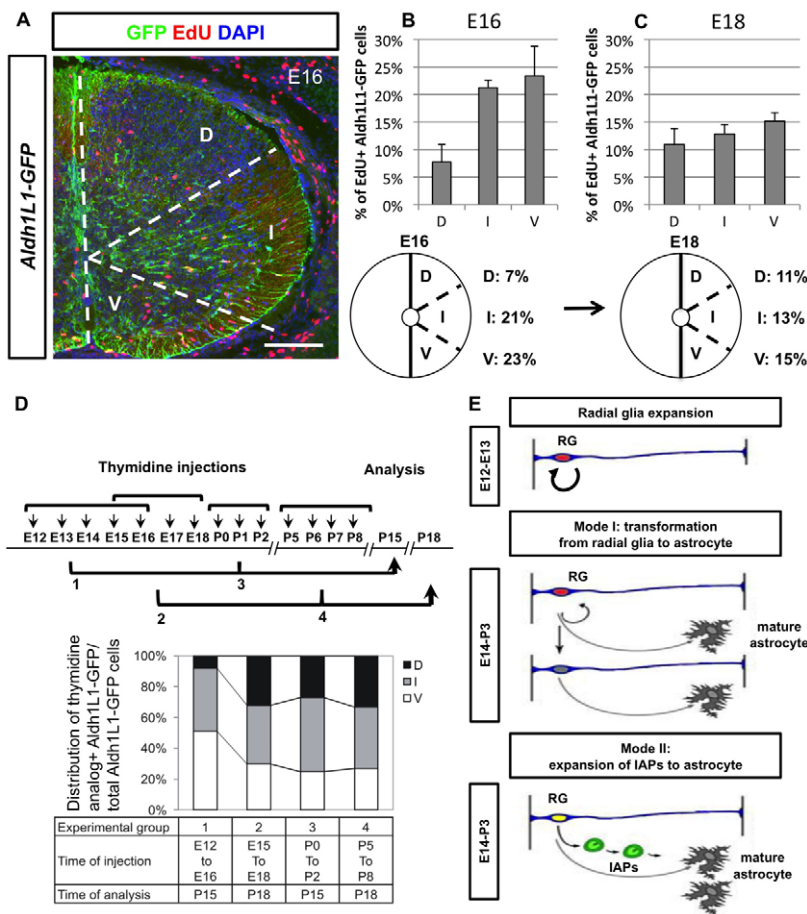 A
GFP EdU DAPI
Aldh1L1-GFP
E16
D
I
V
B
E16
% of EdU+ Aldh1L1-GFP cells
30%
25%
20%
15%
10%
5%
0%
D I V
E16
D
I
V
D: 7%
I: 21%
V: 23%
C
E18
% of EdU+ Aldh1L1-GFP cells
30%
25%
20%
15%
10%
5%
0%
D I V
E18
D
I
V
D: 11%
I: 13%
V: 15%
D
Thymidine injections Analysis
E12 E13 E14 E15 E16 E17 E18 P0 P1 P2 P5 P6 P7 P8 P15 P18
1 3
2 4
Distribution of thymidine
analog+ Aldh1L1-GFP/
total Aldh1L1-GFP cells
100%
80%
60%
40%
20%
0%
D
I
V
Experimental group 1 2 3 4
Time of injection
E12 to E16
E15 To E18
P0 To P2
P5 To P8
Time of analysis P15 P18 P15 P18
E
Radial glia expansion
E12-E13
RG
Mode I: transformation
from radial glia to astrocyte
E14-P3
RG
mature
astrocyte
Mode II:
expansion of IAPs to astrocyte
E14-P3
RG
IAPs
mature
astrocyte